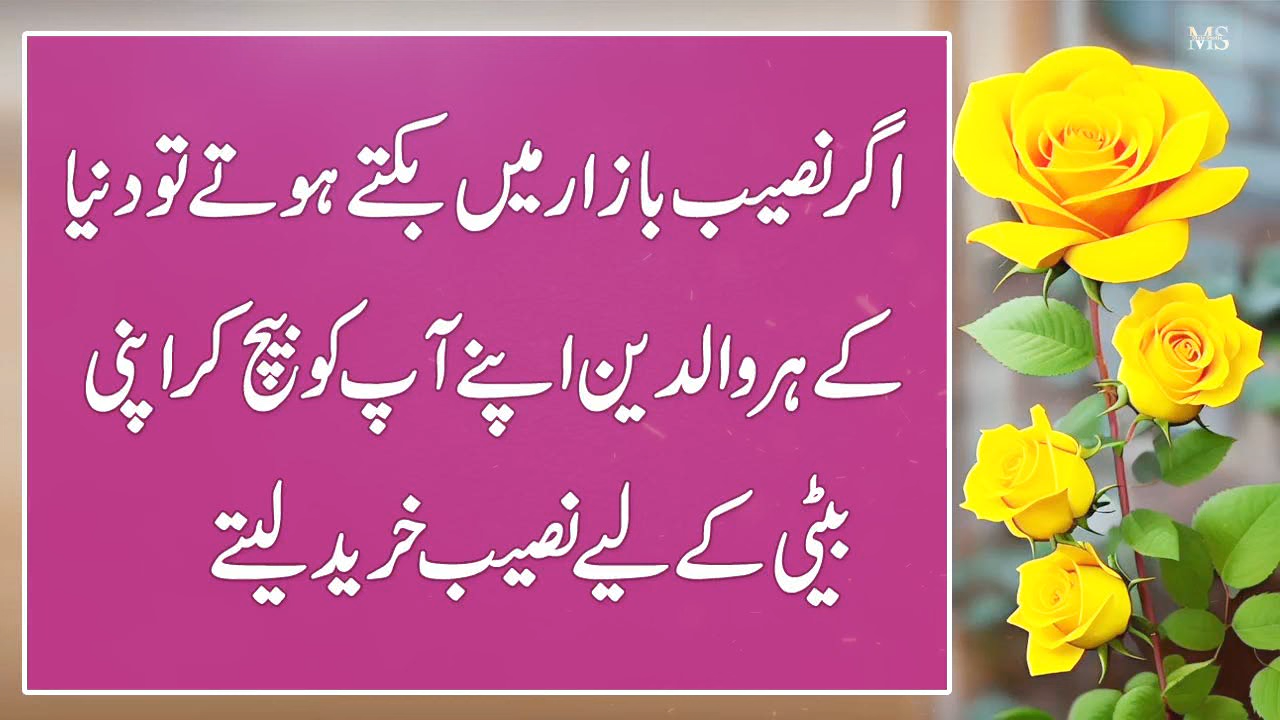 MS
اگر نصیب بازار میں بکتے ہوتے تو دنیا
کے ہر والدین اپنے آپ کو بیچ کر اپنی
بیٹی کے لیے نصیب خرید لیتے